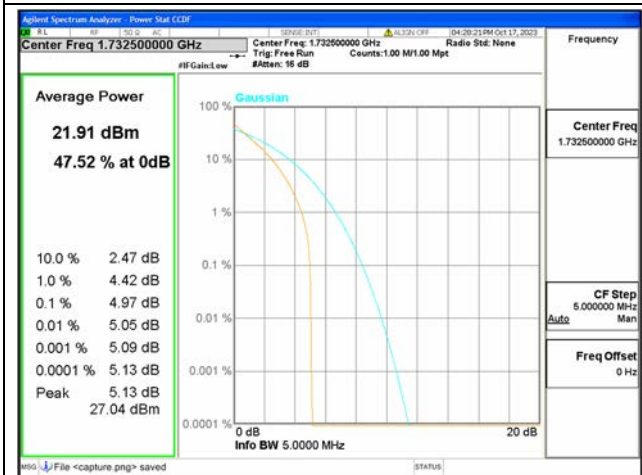 Agilent Spectrum Analyzer - Power Stat CCDF
RL RF 50 Ω AC SENSE:INT ALIGN OFF 04:28:21 PM Oct 17, 2023
Center Freq 1.732500000 GHz
Center Freq: 1.732500000 GHz
Radio Std: None
Trig: Free Run
Counts:1.00 M/1.00 Mpt
#IFGain:Low
#Atten: 16 dB
Frequency
Average Power
21.91 dBm
47.52 % at 0dB
10.0 % 2.47 dB
1.0 % 4.42 dB
0.1 % 4.97 dB
0.01 % 5.05 dB
0.001 % 5.09 dB
0.0001 % 5.13 dB
Peak 5.13 dB
27.04 dBm
Gaussian
100 %
10 %
1 %
0.1 %
0.01 %
0.001 %
0.0001 %
0 dB
20 dB
Info BW 5.0000 MHz
Center Freq
1.732500000 GHz
CF Step
5.000000 MHz
Auto Man
Freq Offset
0 Hz
MSG File <capture.png> saved
STATUS